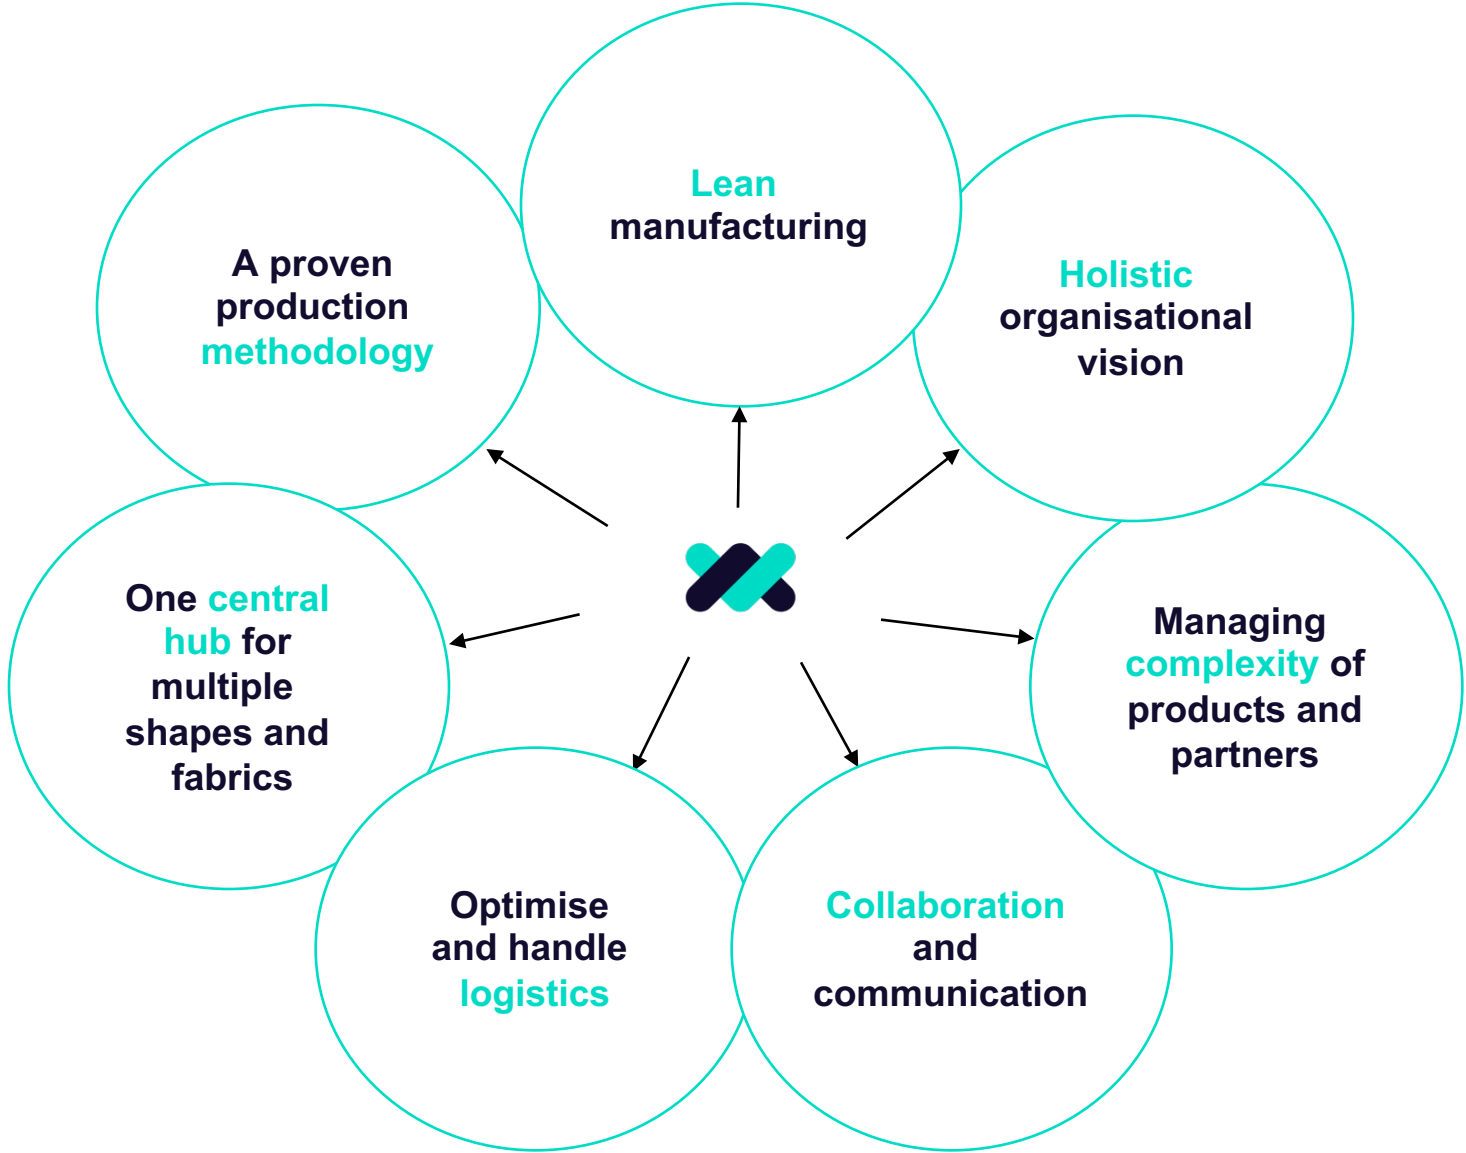 Lean
manufacturing
Holistic
organisational
vision
Managing
complexity of
products and
partners
Collaboration
and
communication
Optimise
and handle
logistics
One central
hub for
multiple
shapes and
fabrics
A proven
production
methodology